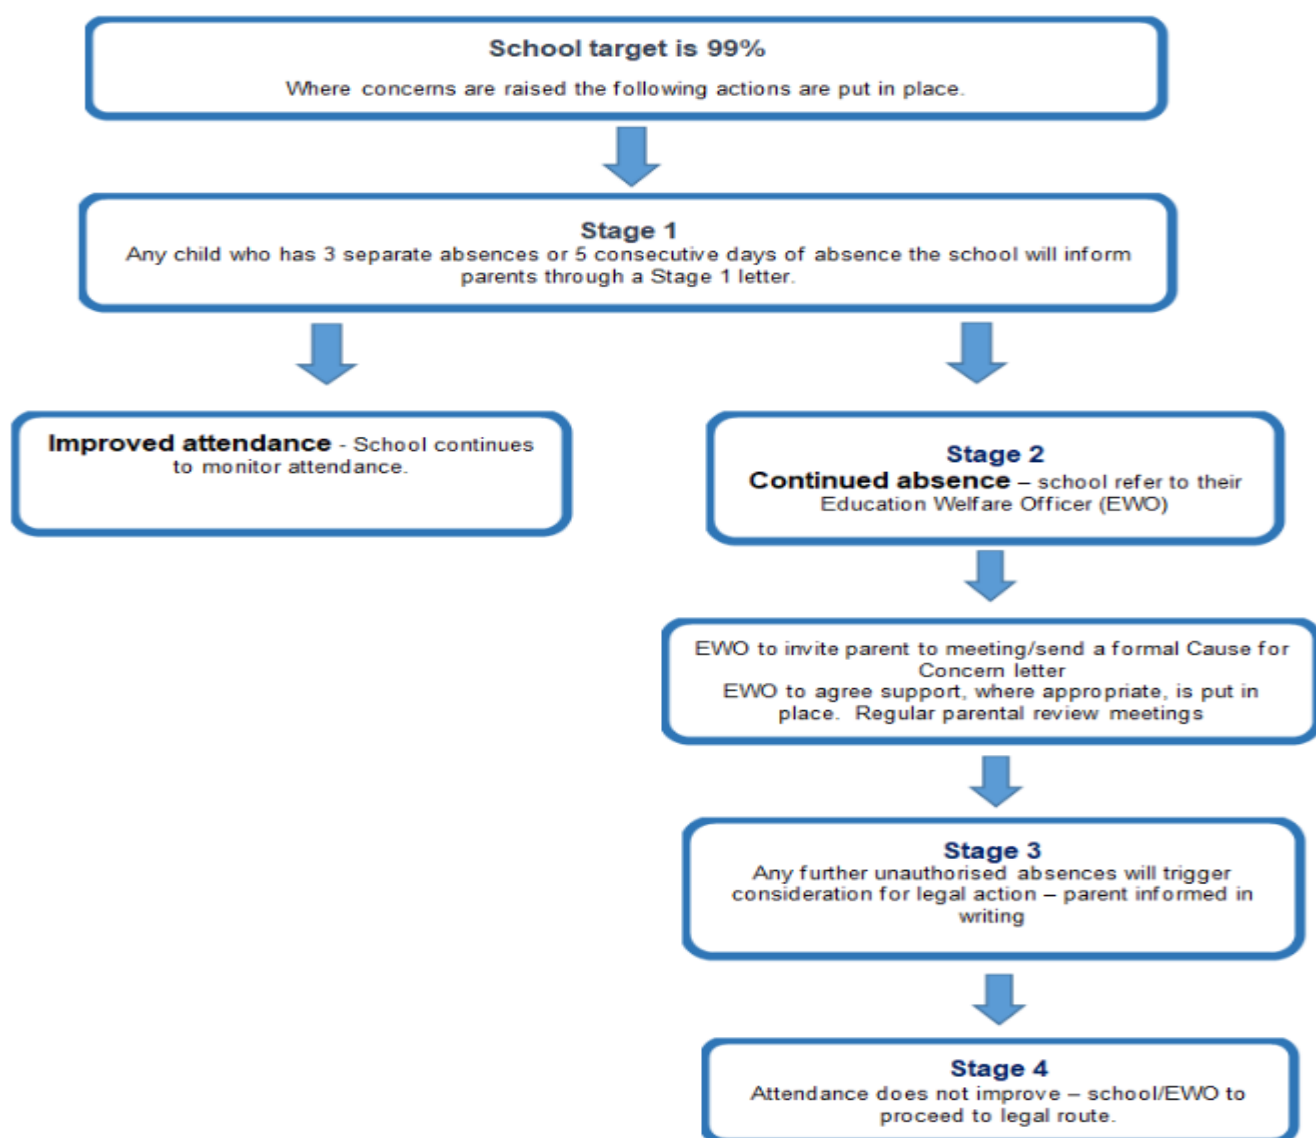 School target is 99%
Where concerns are raised the following actions are put in place.
Stage 1
Any child who has 3 separate absences or 5 consecutive days of absence the school will inform
parents through a Stage 1 letter.
Improved attendance - School continues
to monitor attendance.
Stage 2
Continued absence – school refer to their
Education Welfare Officer (EWO)
EWO to invite parent to meeting/send a formal Cause for
Concern letter
EWO to agree support, where appropriate, is put in
place.  Regular parental review meetings
Stage 3
Any further unauthorised absences will trigger
consideration for legal action – parent informed in
writing
Stage 4
Attendance does not improve – school/EWO to
proceed to legal route.